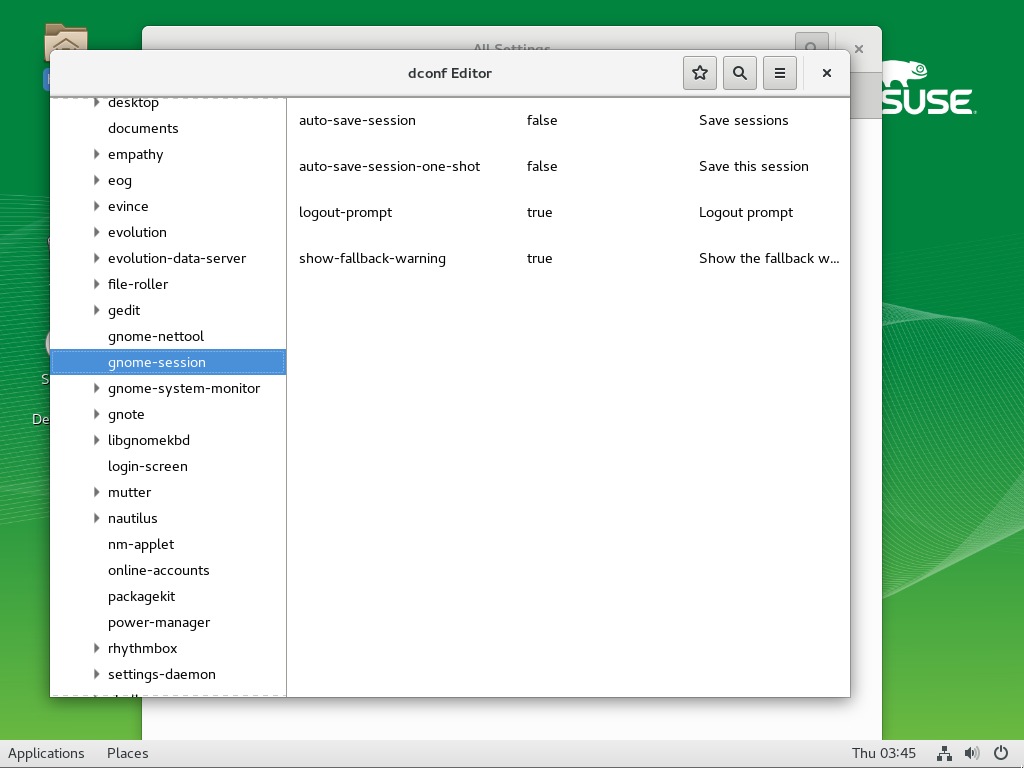 All Settings
dconf Editor
SUSE
desktop
documents
empathy
eog
evince
evolution
evolution-data-server
file-roller
gedit
gnome-nettool
gnome-session
gnome-system-monitor
gnote
libgnomekbd
login-screen
mutter
nautilus
nm-applet
online-accounts
packagekit
power-manager
rhythmbox
settings-daemon
auto-save-session false Save sessions
auto-save-session-one-shot false Save this session
logout-prompt true Logout prompt
show-fallback-warning true Show the fallback w...
Applications Places Thu 03:45